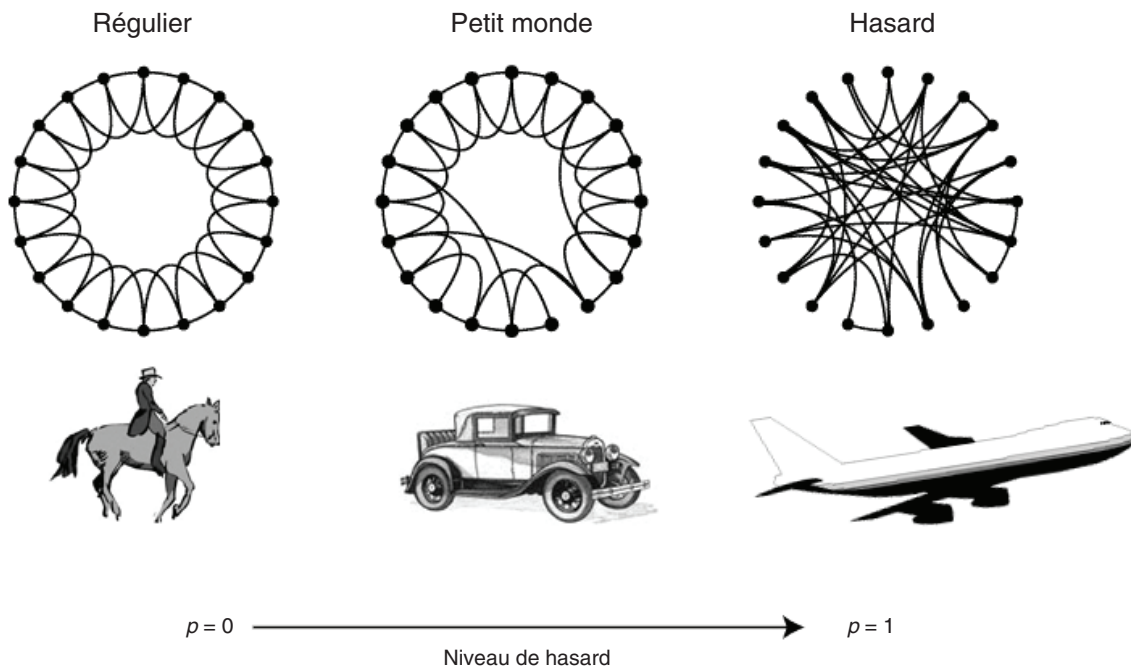 Régulier
Petit monde
Hasard
p = 0
p = 1
Niveau de hasard